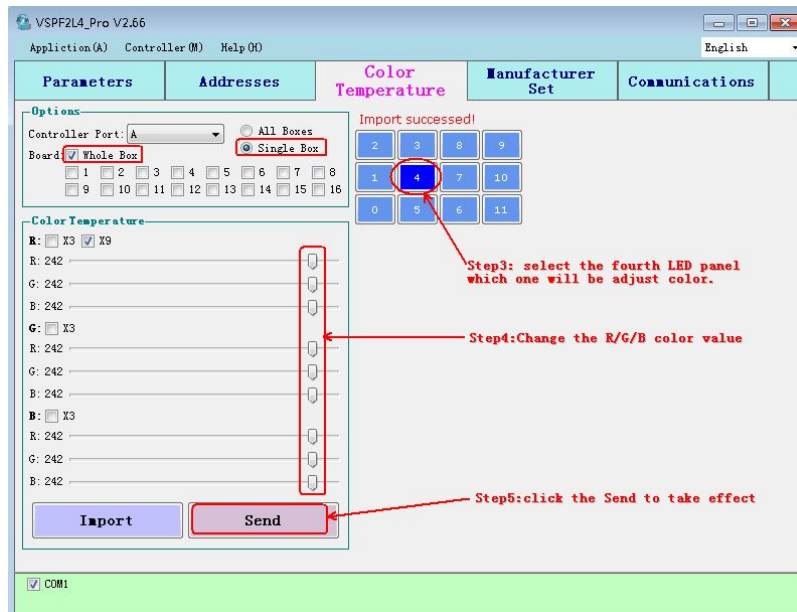 VSPF2L4_Pro V2.66
Appliction(A) Controller(M) Help(H)
English
Parameters
Addresses
Color
Temperature
Manufacturer
Set
Communications
Options
Controller Port: A
All Boxes
Single Box
Board: Whole Box
1 2 3 4 5 6 7 8
9 10 11 12 13 14 15 16
Import successed!
2 3 8 9
1 4 7 10
0 5 6 11
Color Temperature
R: X3 X9
R: 242
G: 242
B: 242
G: X3
R: 242
G: 242
B: 242
B: X3
R: 242
G: 242
B: 242
Step3: select the fourth LED panel
which one will be adjust color.
Step4:Change the R/G/B color value
Step5:click the Send to take effect
Import
Send
COM1